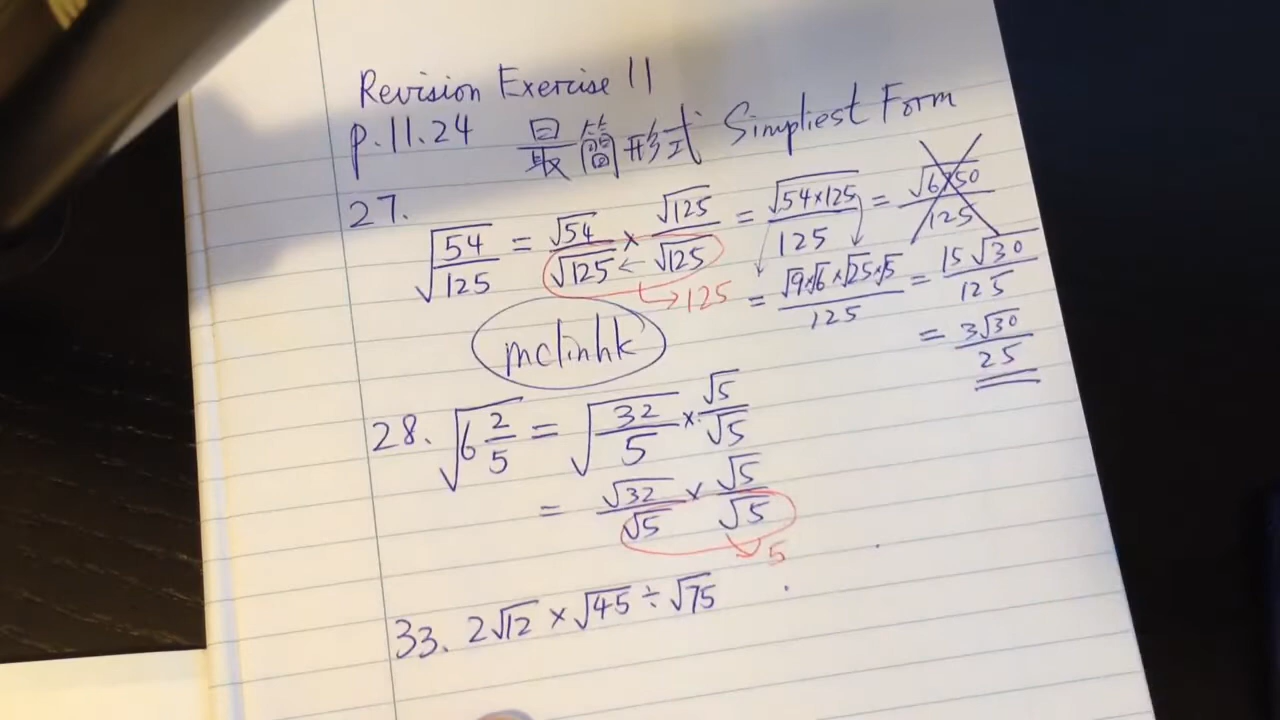 Revision Exercise 11
p.11.24 最簡形式 Simpliest Form
27.
√(54/125) = √54/√125 × √125/√125 = √(54×125)/125 = √(6×50)/125
→125 = √9×√6×√25×√5/125 = 15√30/125
= 3√30/25
mclinhk
28. √(6 2/5) = √(32/5) × √5/√5
= √32/√5 × √5/√5
5
33. 2√12 × √45 ÷ √75